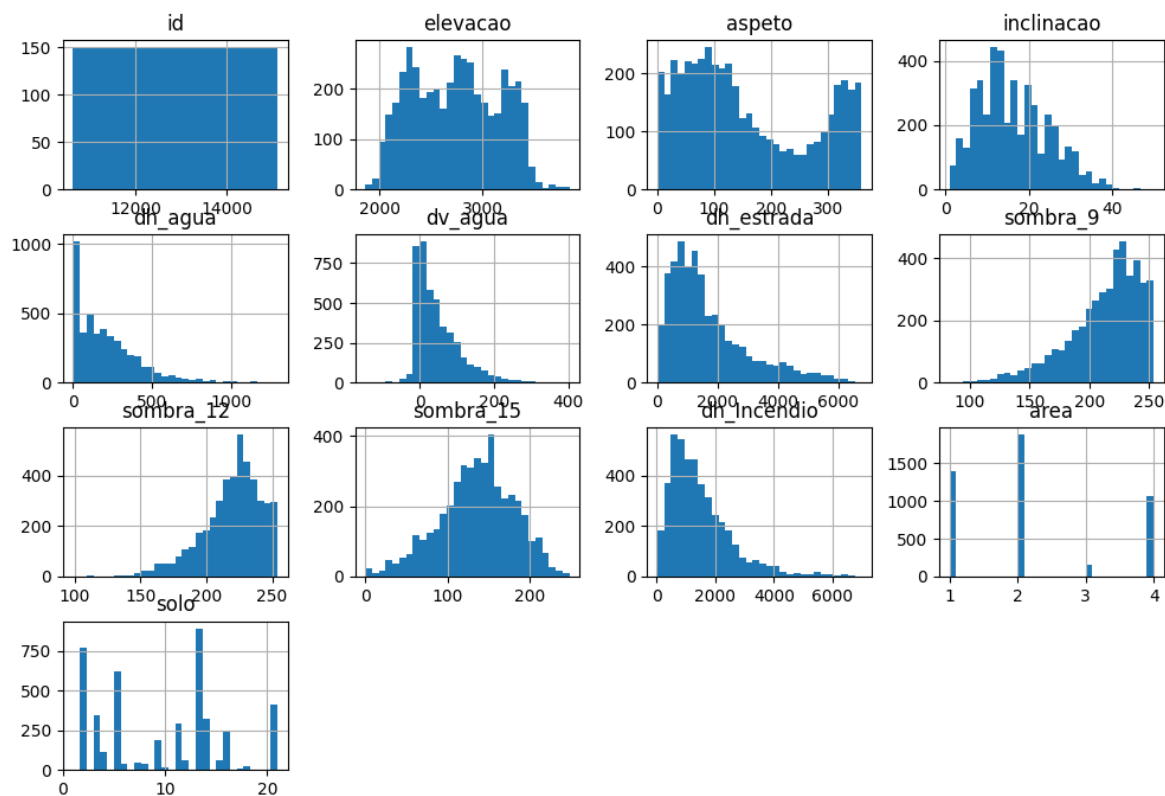 id elevacao aspeto inclinacao
150 125 100 75 50 25 0
12000 14000
200 100 0
2000 3000
200 100 0
0 100 200 300
400 200 0
0 20 40
dh_agua dv_agua dh_estrada sombra_9
1000 500 0
0 500 1000
750 500 250 0
0 200 400
400 200 0
0 2000 4000 6000
400 200 0
100 150 200 250
sombra_12 sombra_15 dh_Incendio area
400 200 0
100 150 200 250
400 200 0
0 100 200
400 200 0
0 2000 4000 6000
1500 1000 500 0
1 2 3 4
solo
750 500 250 0
0 10 20